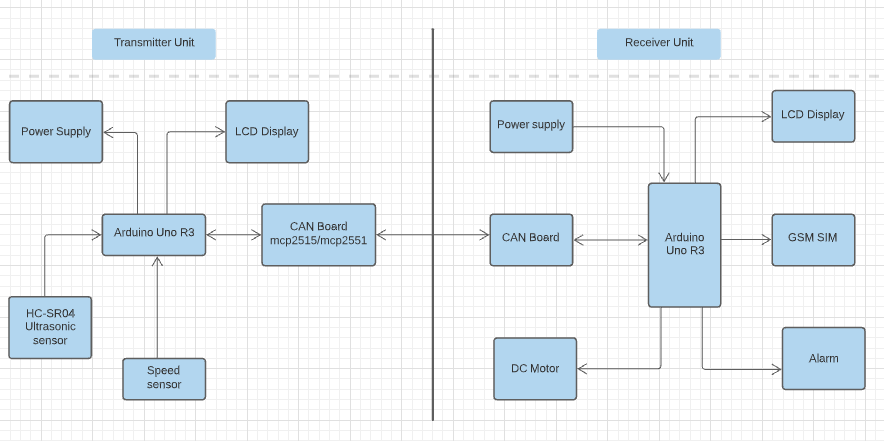 Transmitter Unit
Receiver Unit
Power Supply
LCD Display
Arduino Uno R3
CAN Board
mcp2515/mcp2551
HC-SR04
Ultrasonic
sensor
Speed
sensor
Power supply
LCD Display
CAN Board
Arduino
Uno R3
GSM SIM
DC Motor
Alarm